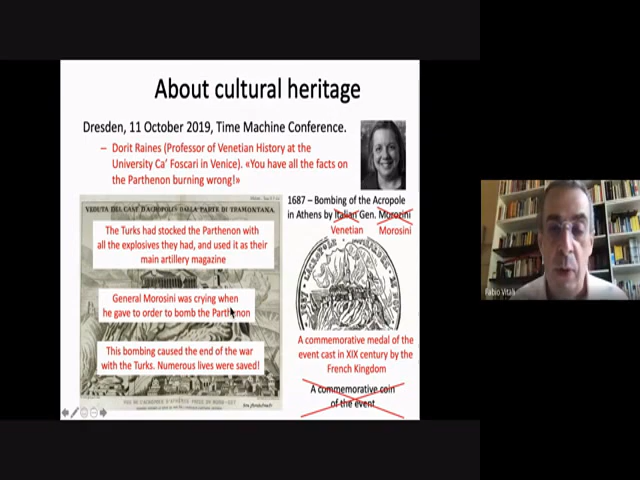 About cultural heritage
Dresden, 11 October 2019, Time Machine Conference.
– Dorit Raines (Professor of Venetian History at the
University Ca’ Foscari in Venice). «You have all the facts on
the Parthenon burning wrong!»
VEDUTA DEL CAST. D'ACROPOLIS DALLA PARTE DI TRAMONTANA.
The Turks had stocked the Parthenon with
all the explosives they had, and used it as their
main artillery magazine
General Morosini was crying when
he gave to order to bomb the Parthenon
This bombing caused the end of the war
with the Turks. Numerous lives were saved!
1687 – Bombing of the Acropole
in Athens by Italian Gen. Morozini
Venetian Morosini
A commemorative medal of the
event cast in XIX century by the
French Kingdom
A commemorative coin
of the event
Fabio Vitali